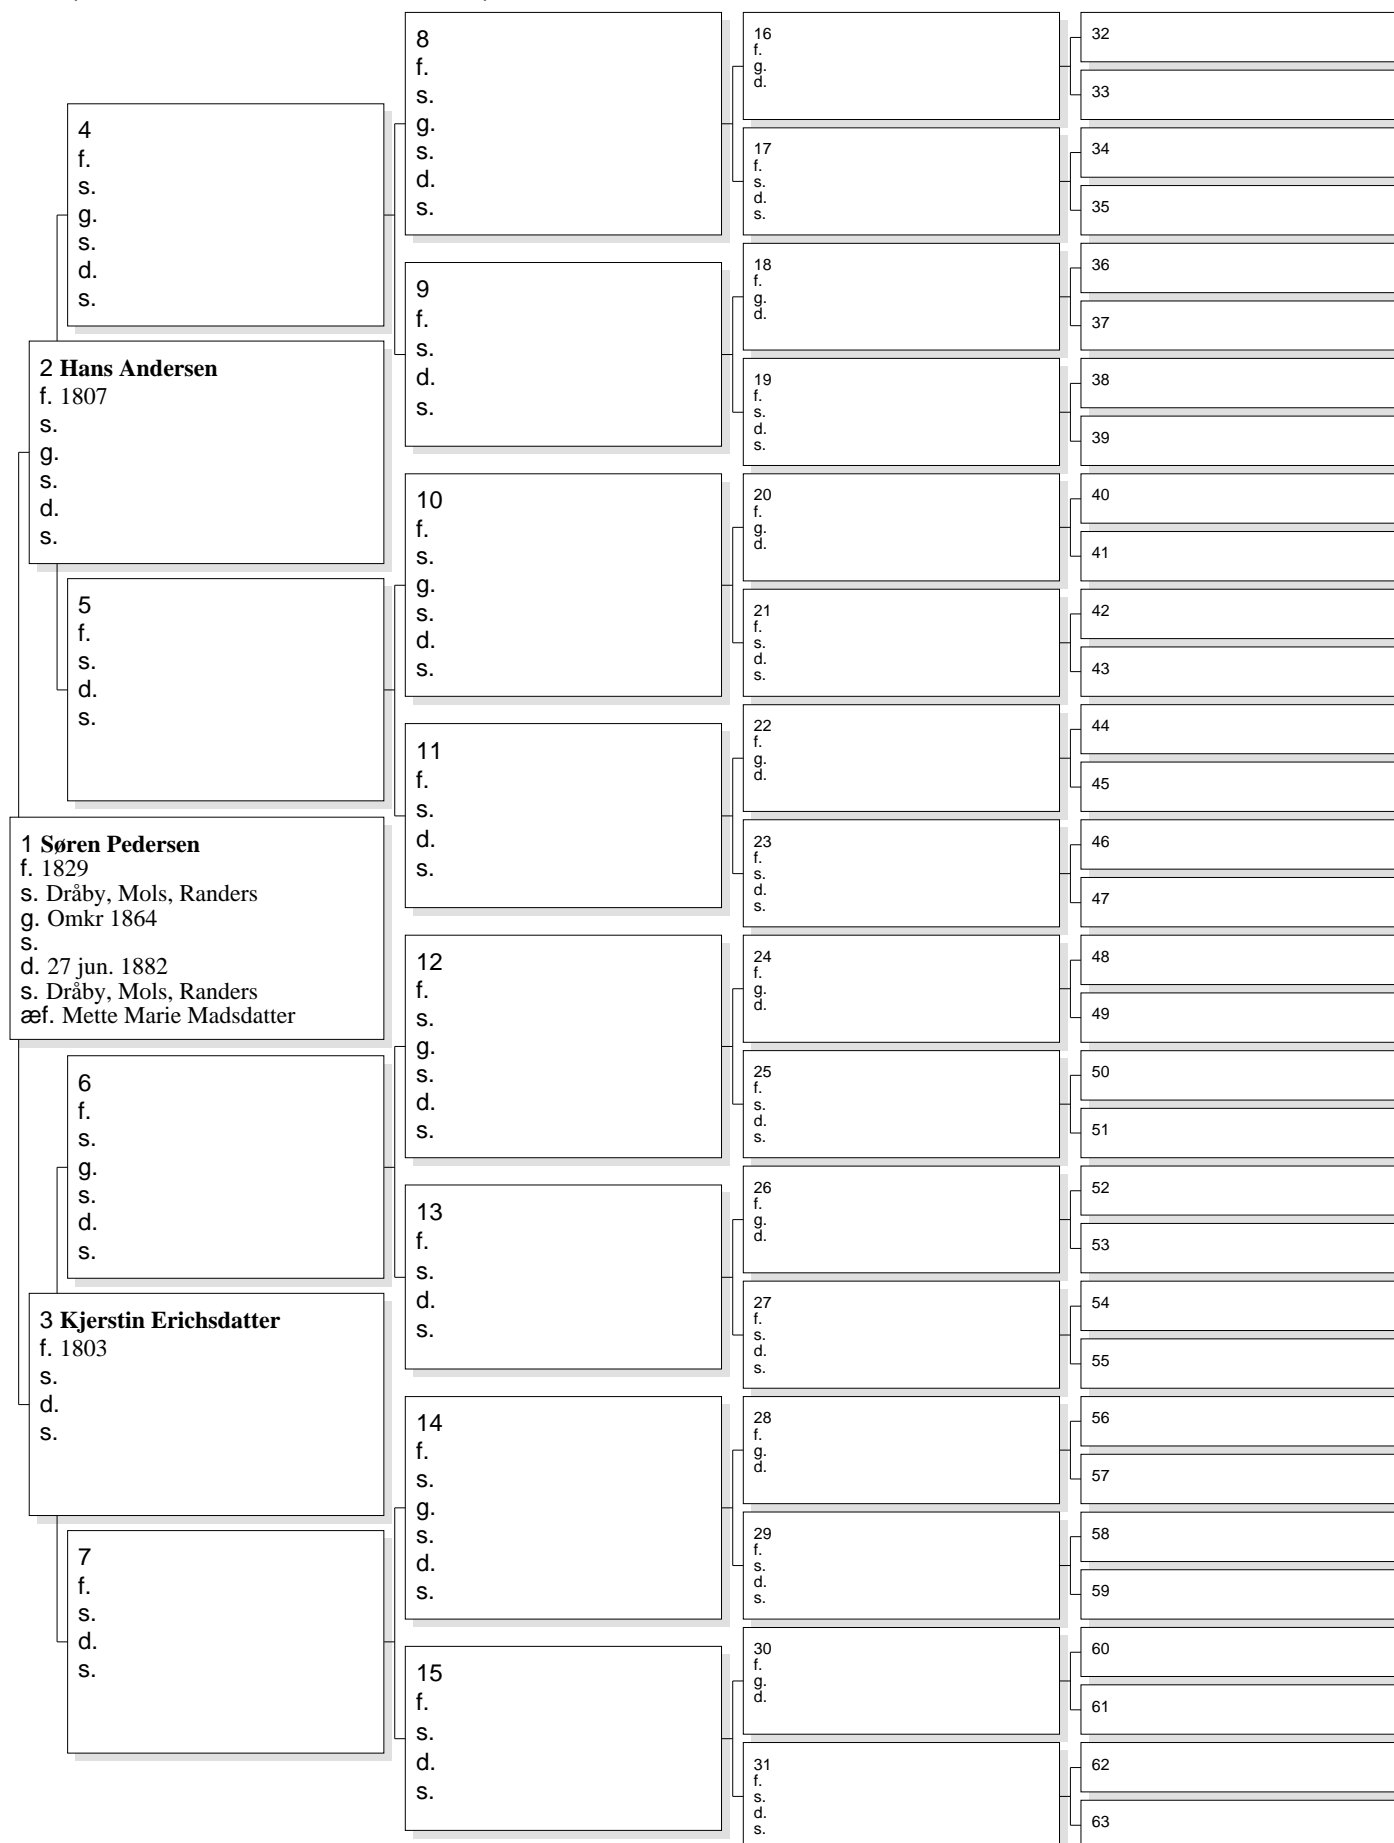 4
f.
s.
g.
s.
d.
s.
2 Hans Andersen
f. 1807
s.
g.
s.
d.
s.
5
f.
s.
d.
s.
1 Søren Pedersen
f. 1829
s. Dråby, Mols, Randers
g. Omkr 1864
s.
d. 27 jun. 1882
s. Dråby, Mols, Randers
æf. Mette Marie Madsdatter
6
f.
s.
g.
s.
d.
s.
3 Kjerstin Erichsdatter
f. 1803
s.
d.
s.
7
f.
s.
d.
s.
8
f.
s.
g.
s.
d.
s.
9
f.
s.
d.
s.
10
f.
s.
g.
s.
d.
s.
11
f.
s.
d.
s.
12
f.
s.
g.
s.
d.
s.
13
f.
s.
d.
s.
14
f.
s.
g.
s.
d.
s.
15
f.
s.
d.
s.
16
f.
g.
d.
17
f.
s.
d.
s.
18
f.
g.
d.
19
f.
s.
d.
s.
20
f.
g.
d.
21
f.
s.
d.
s.
22
f.
g.
d.
23
f.
s.
d.
s.
24
f.
g.
d.
25
f.
s.
d.
s.
26
f.
g.
d.
27
f.
s.
d.
s.
28
f.
g.
d.
29
f.
s.
d.
s.
30
f.
g.
d.
31
f.
s.
d.
s.
32
33
34
35
36
37
38
39
40
41
42
43
44
45
46
47
48
49
50
51
52
53
54
55
56
57
58
59
60
61
62
63